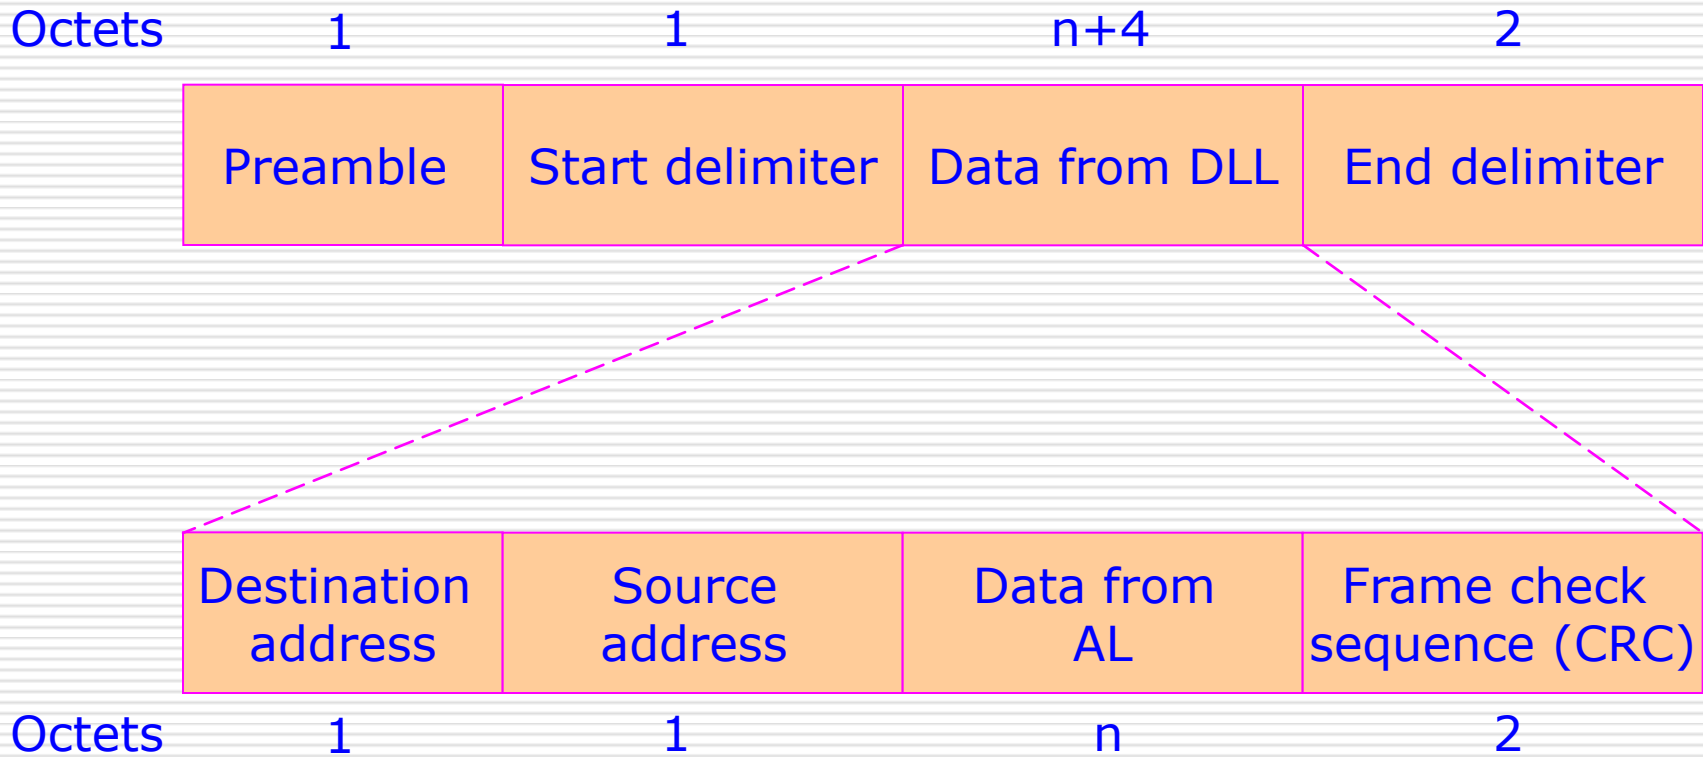 Octets 1 1 n+4 2
Preamble Start delimiter Data from DLL End delimiter
Destination address
Source address
Data from AL
Frame check sequence (CRC)
Octets 1 1 n 2